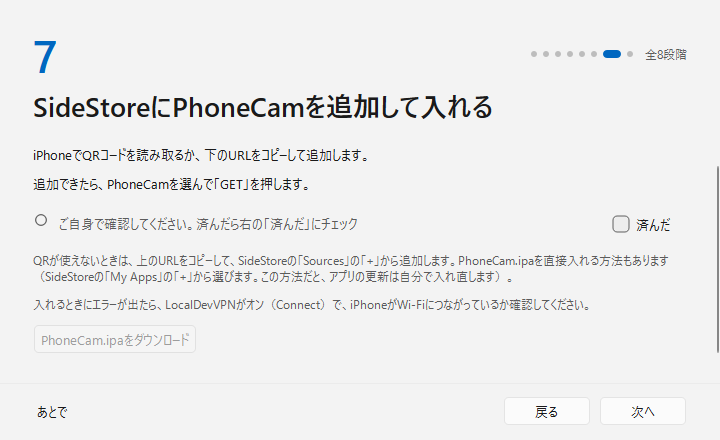 7
全8段階
SideStoreにPhoneCamを追加して入れる
iPhoneでQRコードを読み取るか、下のURLをコピーして追加します。
追加できたら、PhoneCamを選んで「GET」を押します。
ご自身で確認してください。済んだら右の「済んだ」にチェック
済んだ
QRが使えないときは、上のURLをコピーして、SideStoreの「Sources」の「+」から追加します。PhoneCam.ipaを直接入れる方法もあります
（SideStoreの「My Apps」の「+」から選びます。この方法だと、アプリの更新は自分で入れ直します）。
入れるときにエラーが出たら、LocalDevVPNがオン（Connect）で、iPhoneがWi-Fiにつながっているか確認してください。
PhoneCam.ipaをダウンロード
あとで
戻る
次へ